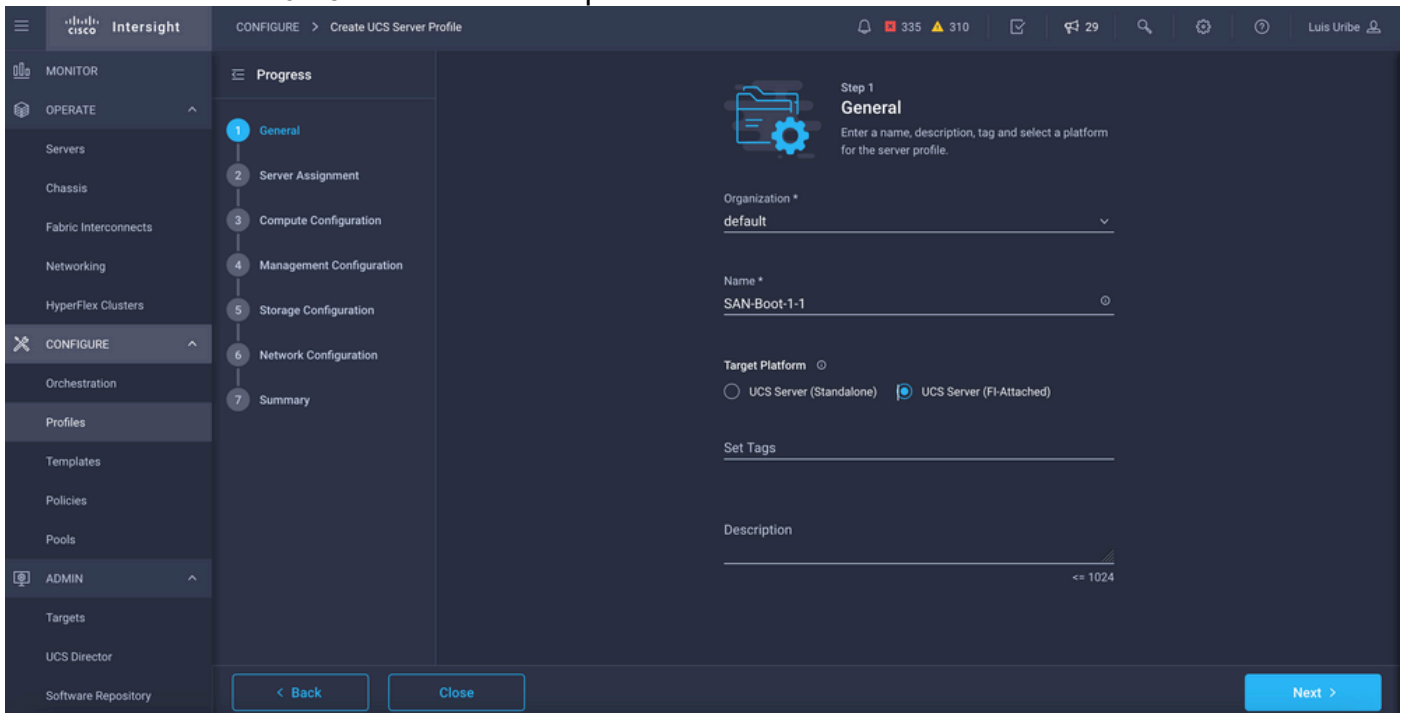 cisco Intersight
CONFIGURE > Create UCS Server Profile
335 310
29
Luis Uribe
MONITOR
OPERATE
Servers
Chassis
Fabric Interconnects
Networking
HyperFlex Clusters
CONFIGURE
Orchestration
Profiles
Templates
Policies
Pools
ADMIN
Targets
UCS Director
Software Repository
Progress
1 General
2 Server Assignment
3 Compute Configuration
4 Management Configuration
5 Storage Configuration
6 Network Configuration
7 Summary
Step 1
General
Enter a name, description, tag and select a platform
for the server profile.
Organization *
default
Name *
SAN-Boot-1-1
Target Platform
UCS Server (Standalone) UCS Server (FI-Attached)
Set Tags
Description
<= 1024
< Back Close Next >